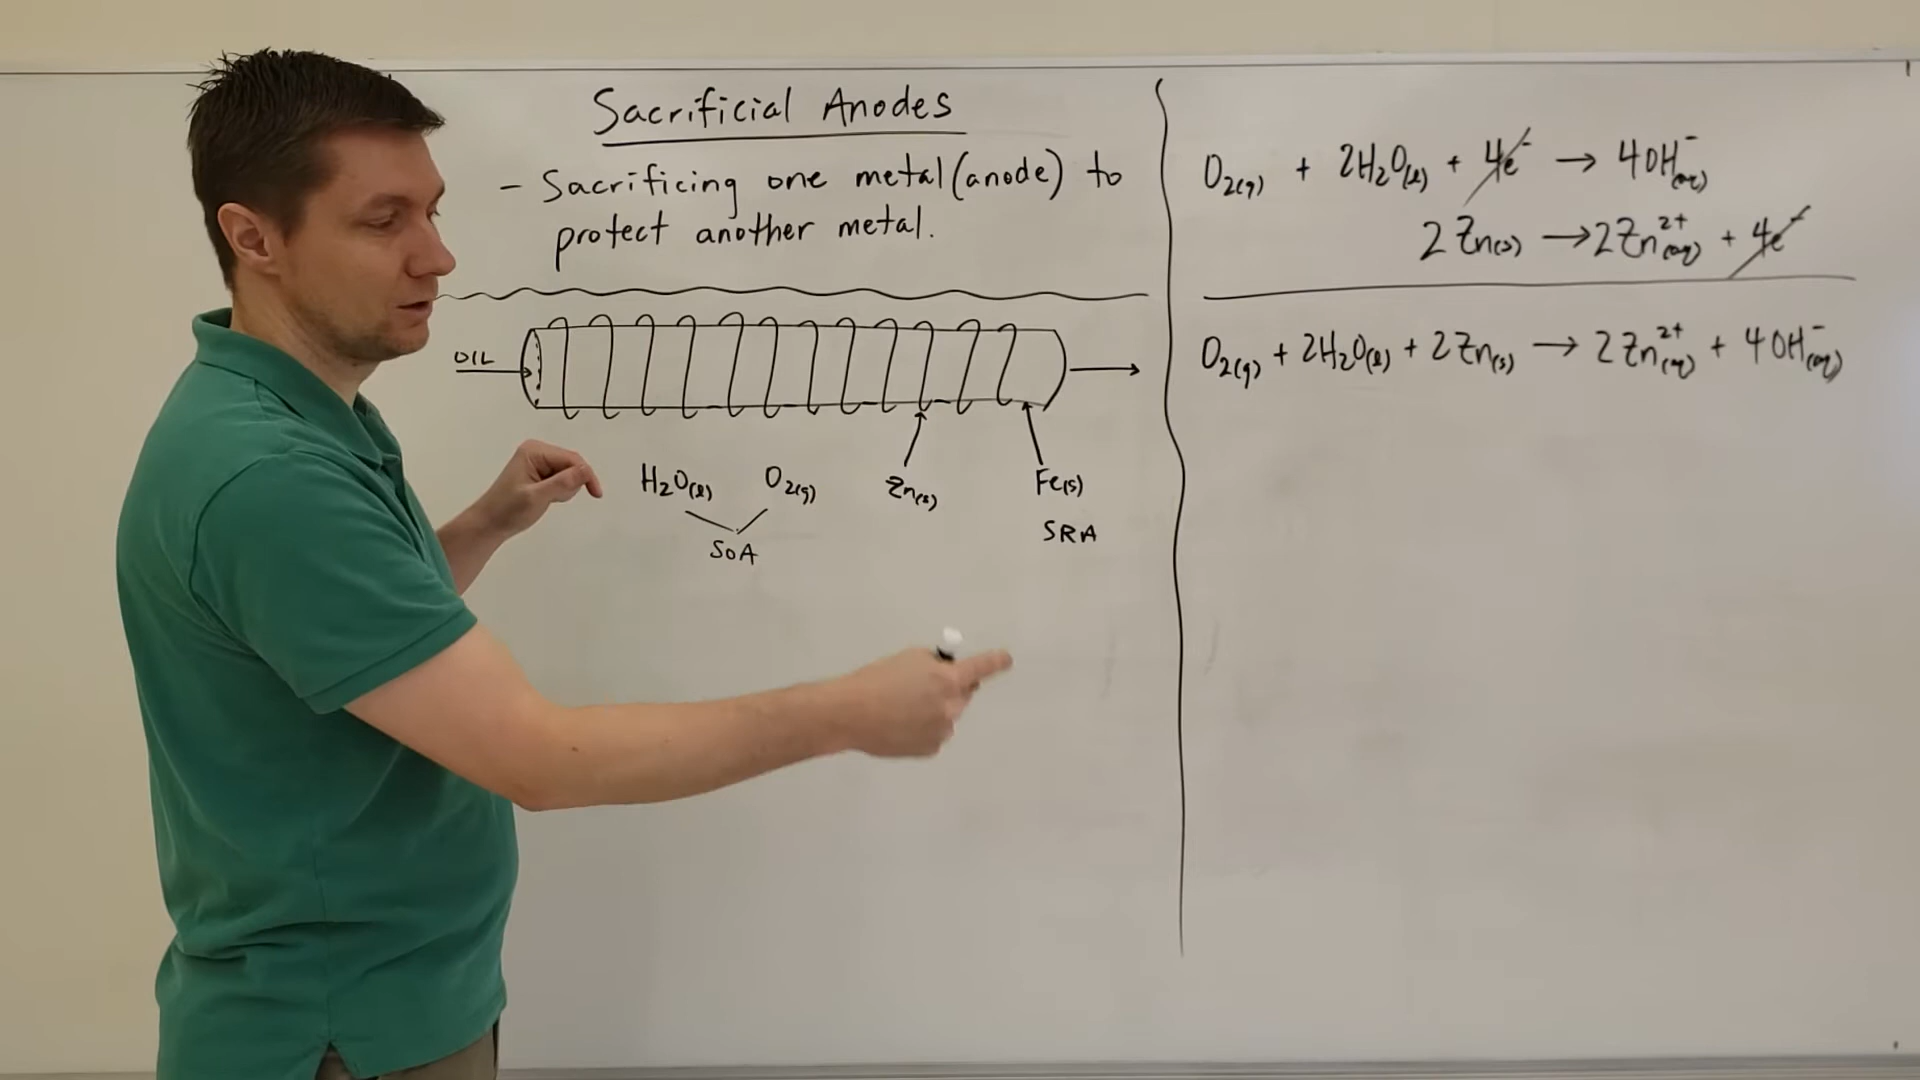 Sacrificial Anodes
- Sacrificing one metal (anode) to
protect another metal.
OIL
H₂O(l) O₂(g) Zn(s) Fe(s)
SOA SRA
O₂(g) + 2H₂O(l) + 4e⁻ → 4OH⁻(aq)
2Zn(s) → 2Zn²⁺(aq) + 4e⁻
O₂(g) + 2H₂O(l) + 2Zn(s) → 2Zn²⁺(aq) + 4OH⁻(aq)